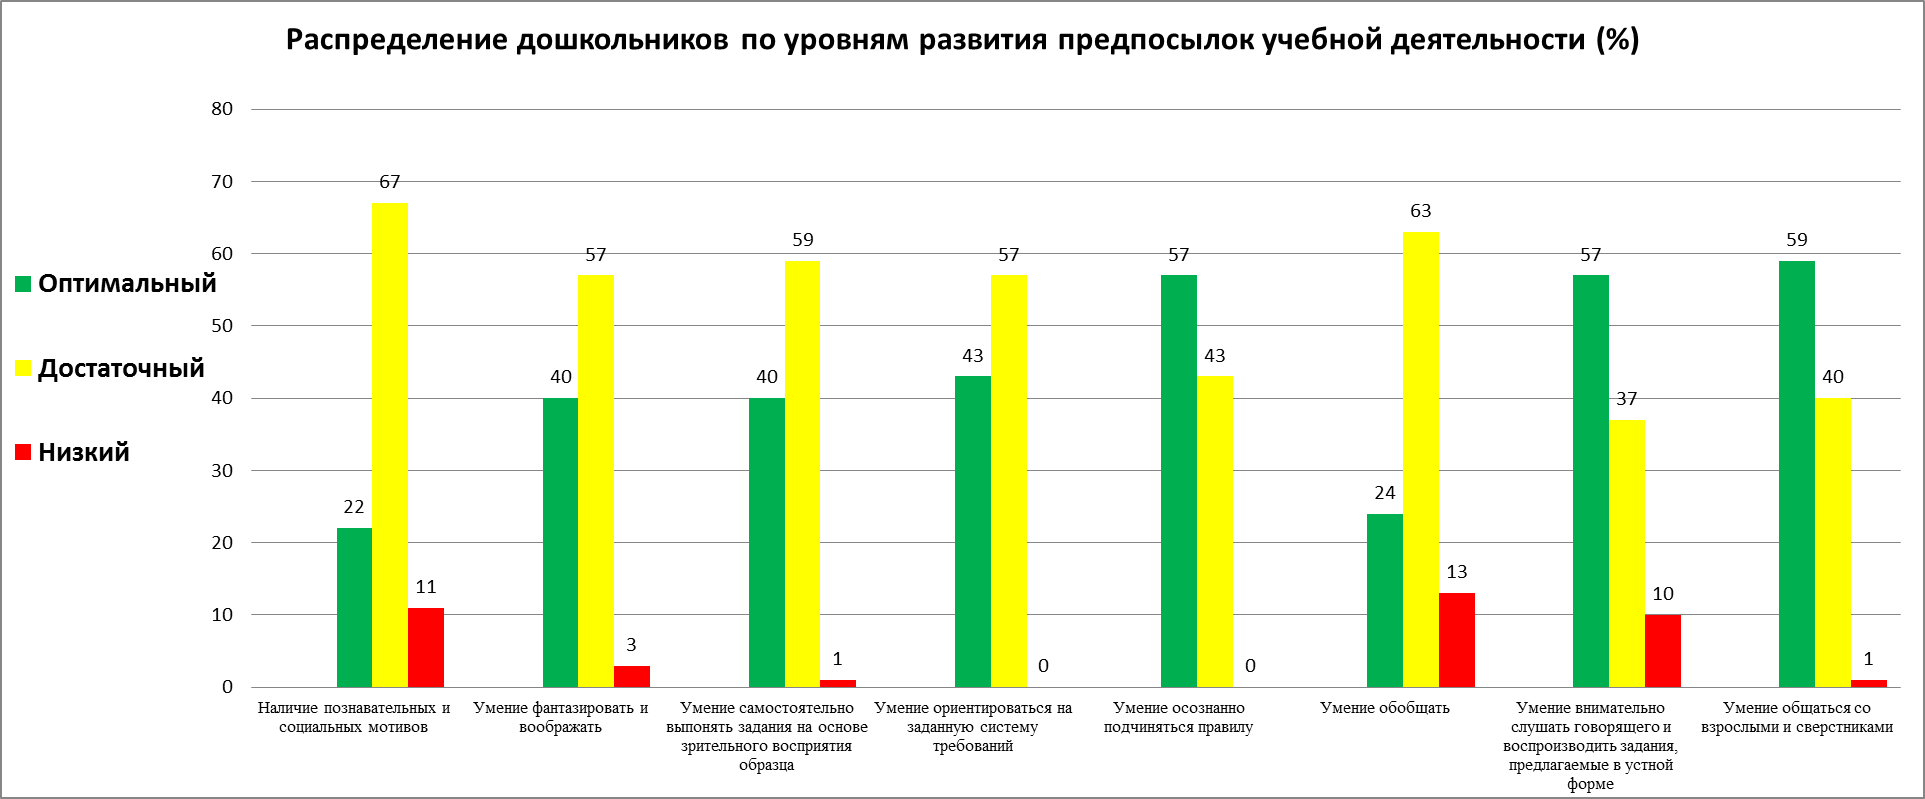 Распределение дошкольников по уровням развития предпосылок учебной деятельности (%)
80
70
60
50
40
30
20
10
0
Оптимальный
Достаточный
Низкий
22
67
11
40
57
3
40
59
1
43
57
0
57
43
0
24
63
13
57
37
10
59
40
1
Наличие познавательных и
социальных мотивов
Умение фантазировать и
воображать
Умение самостоятельно
выпонять задания на основе
зрительного восприятия
образца
Умение ориентироваться на
заданную систему
требований
Умение осознанно
подчиняться правилу
Умение обобщать
Умение внимательно
слушать говорящего и
воспроизводить задания,
предлагаемые в устной
форме
Умение общаться со
взрослыми и сверстниками